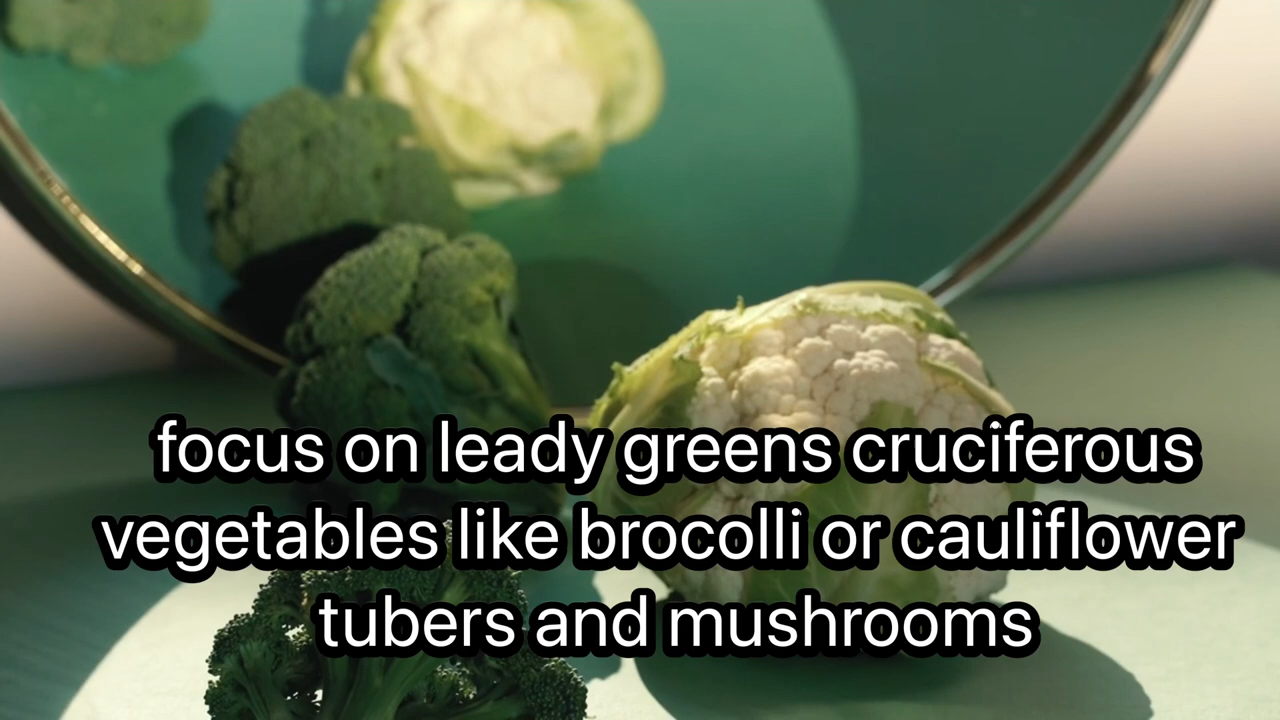 focus on leady greens cruciferous
vegetables like brocolli or cauliflower
tubers and mushrooms